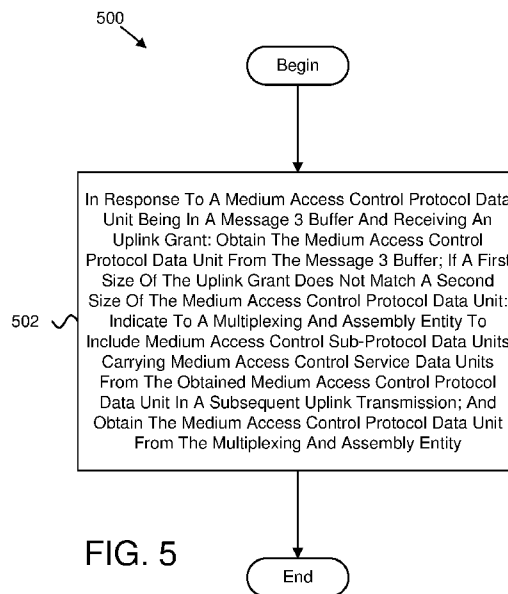 500
Begin
In Response To A Medium Access Control Protocol Data
Unit Being In A Message 3 Buffer And Receiving An
Uplink Grant: Obtain The Medium Access Control
Protocol Data Unit From The Message 3 Buffer; If A First
Size Of The Uplink Grant Does Not Match A Second
Size Of The Medium Access Control Protocol Data Unit:
Indicate To A Multiplexing And Assembly Entity To
Include Medium Access Control Sub-Protocol Data Units
Carrying Medium Access Control Service Data Units
From The Obtained Medium Access Control Protocol
Data Unit In A Subsequent Uplink Transmission; And
Obtain The Medium Access Control Protocol Data Unit
From The Multiplexing And Assembly Entity
502
FIG. 5
End